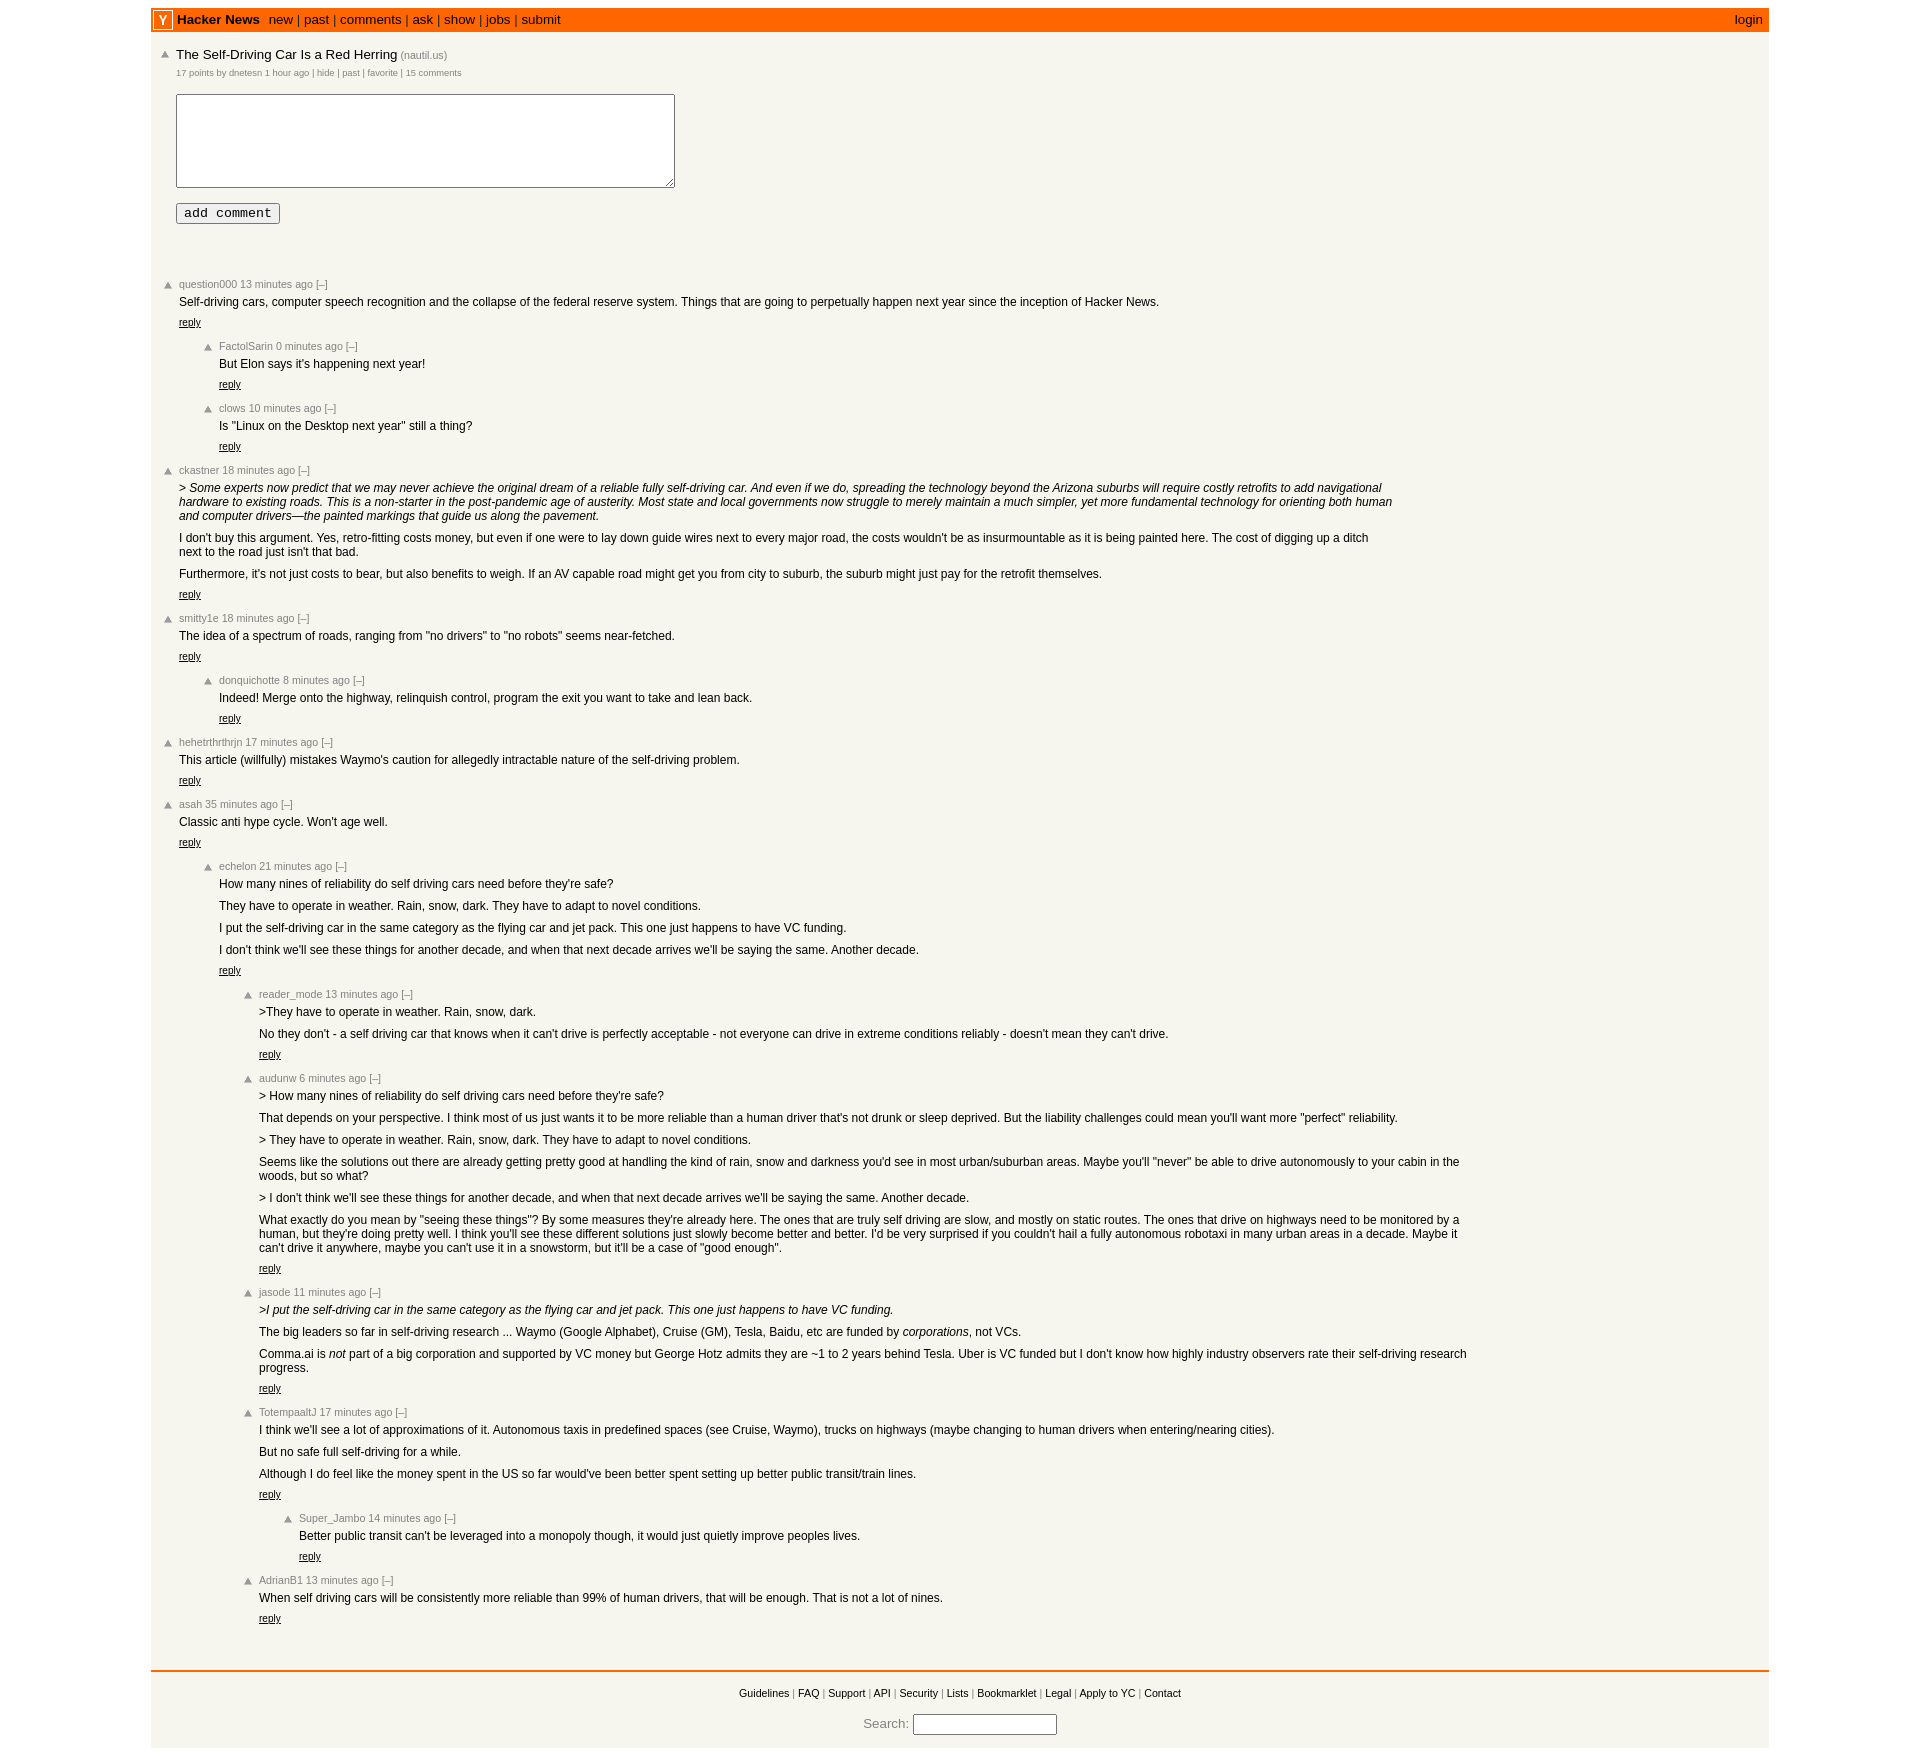 Y Hacker News new | past | comments | ask | show | jobs | submit login
The Self-Driving Car Is a Red Herring (nautil.us)
17 points by dnetesn 1 hour ago | hide | past | favorite | 15 comments
add comment
question000 13 minutes ago [–]
Self-driving cars, computer speech recognition and the collapse of the federal reserve system. Things that are going to perpetually happen next year since the inception of Hacker News.
reply
FactolSarin 0 minutes ago [–]
But Elon says it's happening next year!
reply
clows 10 minutes ago [–]
Is "Linux on the Desktop next year" still a thing?
reply
ckastner 18 minutes ago [–]
> Some experts now predict that we may never achieve the original dream of a reliable fully self-driving car. And even if we do, spreading the technology beyond the Arizona suburbs will require costly retrofits to add navigational
hardware to existing roads. This is a non-starter in the post-pandemic age of austerity. Most state and local governments now struggle to merely maintain a much simpler, yet more fundamental technology for orienting both human
and computer drivers—the painted markings that guide us along the pavement.
I don't buy this argument. Yes, retro-fitting costs money, but even if one were to lay down guide wires next to every major road, the costs wouldn't be as insurmountable as it is being painted here. The cost of digging up a ditch
next to the road just isn't that bad.
Furthermore, it's not just costs to bear, but also benefits to weigh. If an AV capable road might get you from city to suburb, the suburb might just pay for the retrofit themselves.
reply
smitty1e 18 minutes ago [–]
The idea of a spectrum of roads, ranging from "no drivers" to "no robots" seems near-fetched.
reply
donquichotte 8 minutes ago [–]
Indeed! Merge onto the highway, relinquish control, program the exit you want to take and lean back.
reply
hehetrthrthrjn 17 minutes ago [–]
This article (willfully) mistakes Waymo's caution for allegedly intractable nature of the self-driving problem.
reply
asah 35 minutes ago [–]
Classic anti hype cycle. Won't age well.
reply
echelon 21 minutes ago [–]
How many nines of reliability do self driving cars need before they're safe?
They have to operate in weather. Rain, snow, dark. They have to adapt to novel conditions.
I put the self-driving car in the same category as the flying car and jet pack. This one just happens to have VC funding.
I don't think we'll see these things for another decade, and when that next decade arrives we'll be saying the same. Another decade.
reply
reader_mode 13 minutes ago [–]
>They have to operate in weather. Rain, snow, dark.
No they don't - a self driving car that knows when it can't drive is perfectly acceptable - not everyone can drive in extreme conditions reliably - doesn't mean they can't drive.
reply
audunw 6 minutes ago [–]
> How many nines of reliability do self driving cars need before they're safe?
That depends on your perspective. I think most of us just wants it to be more reliable than a human driver that's not drunk or sleep deprived. But the liability challenges could mean you'll want more "perfect" reliability.
> They have to operate in weather. Rain, snow, dark. They have to adapt to novel conditions.
Seems like the solutions out there are already getting pretty good at handling the kind of rain, snow and darkness you'd see in most urban/suburban areas. Maybe you'll "never" be able to drive autonomously to your cabin in the
woods, but so what?
> I don't think we'll see these things for another decade, and when that next decade arrives we'll be saying the same. Another decade.
What exactly do you mean by "seeing these things"? By some measures they're already here. The ones that are truly self driving are slow, and mostly on static routes. The ones that drive on highways need to be monitored by a
human, but they're doing pretty well. I think you'll see these different solutions just slowly become better and better. I'd be very surprised if you couldn't hail a fully autonomous robotaxi in many urban areas in a decade. Maybe it
can't drive it anywhere, maybe you can't use it in a snowstorm, but it'll be a case of "good enough".
reply
jasode 11 minutes ago [–]
>I put the self-driving car in the same category as the flying car and jet pack. This one just happens to have VC funding.
The big leaders so far in self-driving research ... Waymo (Google Alphabet), Cruise (GM), Tesla, Baidu, etc are funded by corporations, not VCs.
Comma.ai is not part of a big corporation and supported by VC money but George Hotz admits they are ~1 to 2 years behind Tesla. Uber is VC funded but I don't know how highly industry observers rate their self-driving research
progress.
reply
TotempaaltJ 17 minutes ago [–]
I think we'll see a lot of approximations of it. Autonomous taxis in predefined spaces (see Cruise, Waymo), trucks on highways (maybe changing to human drivers when entering/nearing cities).
But no safe full self-driving for a while.
Although I do feel like the money spent in the US so far would've been better spent setting up better public transit/train lines.
reply
Super_Jambo 14 minutes ago [–]
Better public transit can't be leveraged into a monopoly though, it would just quietly improve peoples lives.
reply
AdrianB1 13 minutes ago [–]
When self driving cars will be consistently more reliable than 99% of human drivers, that will be enough. That is not a lot of nines.
reply
Guidelines | FAQ | Support | API | Security | Lists | Bookmarklet | Legal | Apply to YC | Contact
Search: